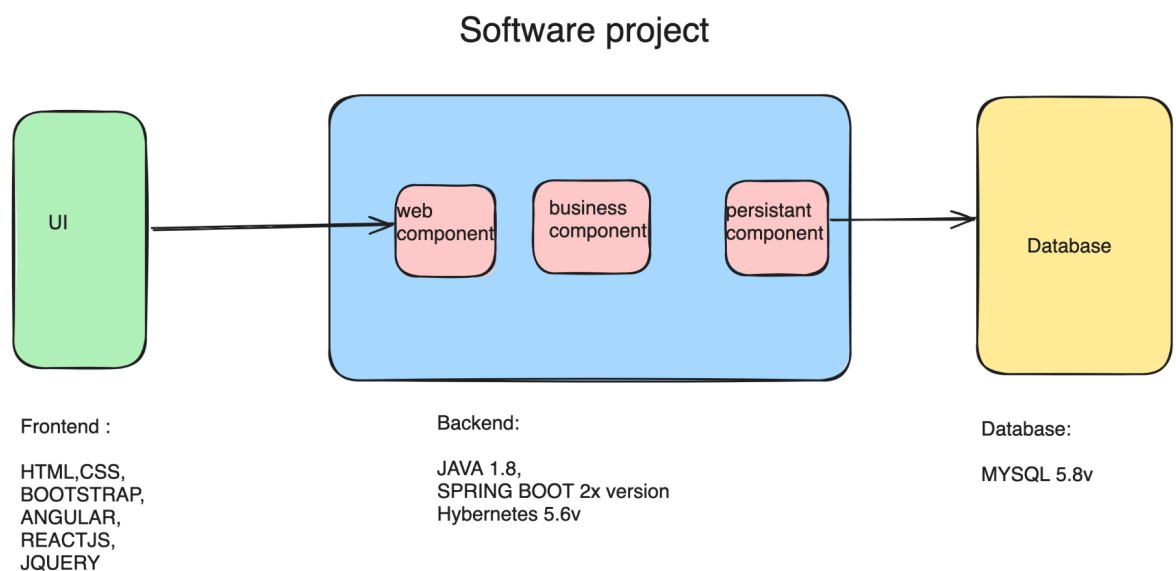 Software project
UI
web
component
business
component
persistant
component
Database
Frontend :
HTML,CSS,
BOOTSTRAP,
ANGULAR,
REACTJS,
JQUERY
Backend:
JAVA 1.8,
SPRING BOOT 2x version
Hybernetes 5.6v
Database:
MYSQL 5.8v